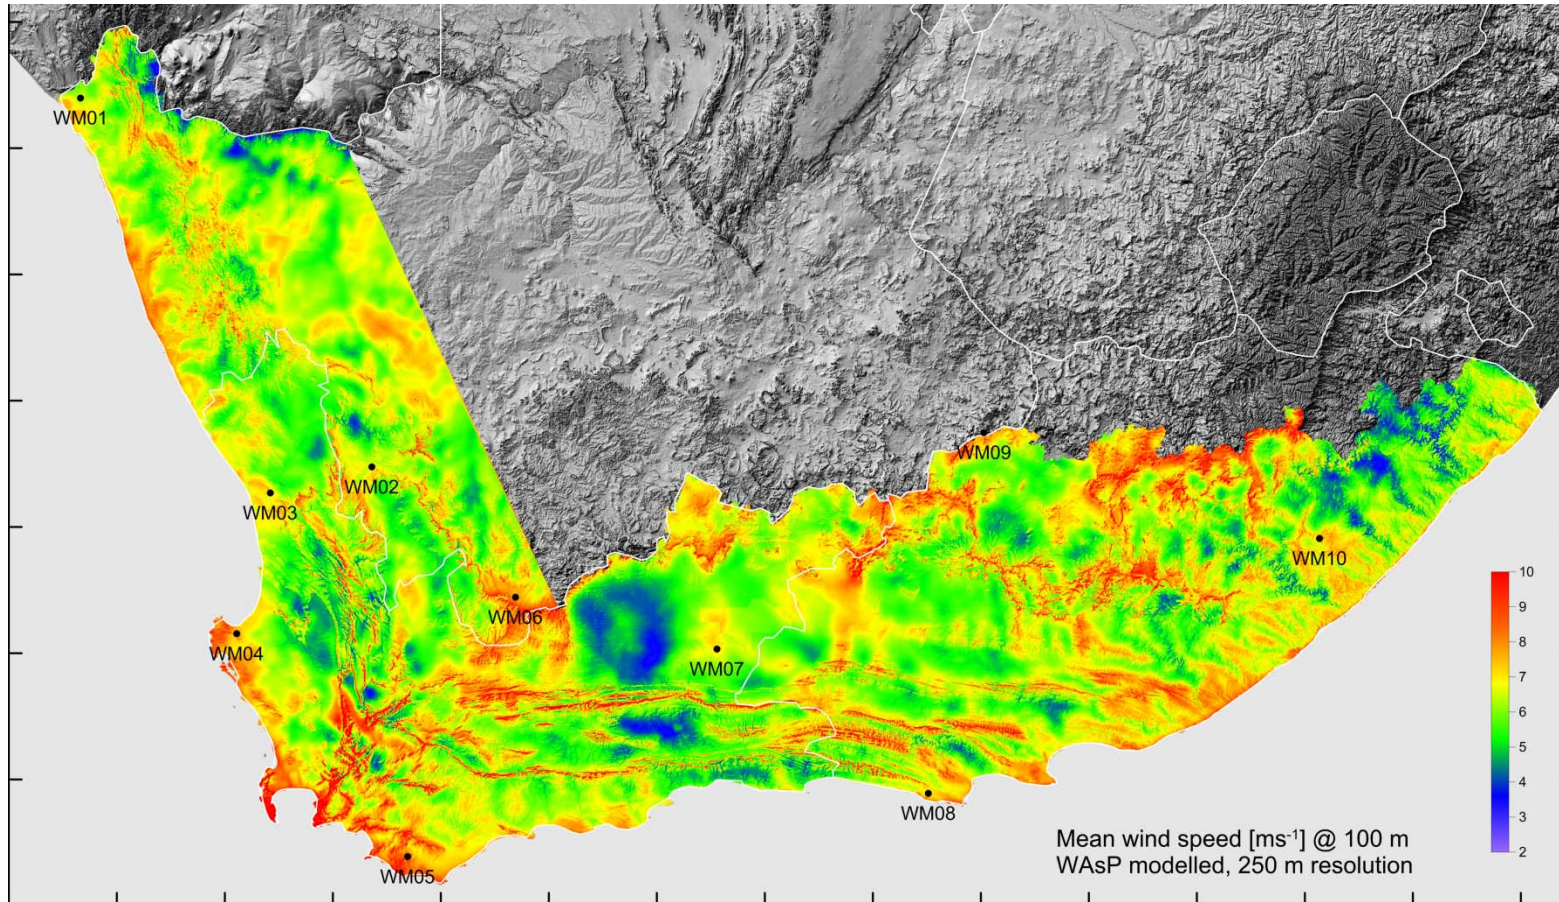 WM01
WM09
WM02
WM03
WM10
WM06
WM04
WM07
WM08
WM05
10
9
8
7
6
5
4
3
2
Mean wind speed [ms⁻¹] @ 100 m
WAsP modelled, 250 m resolution